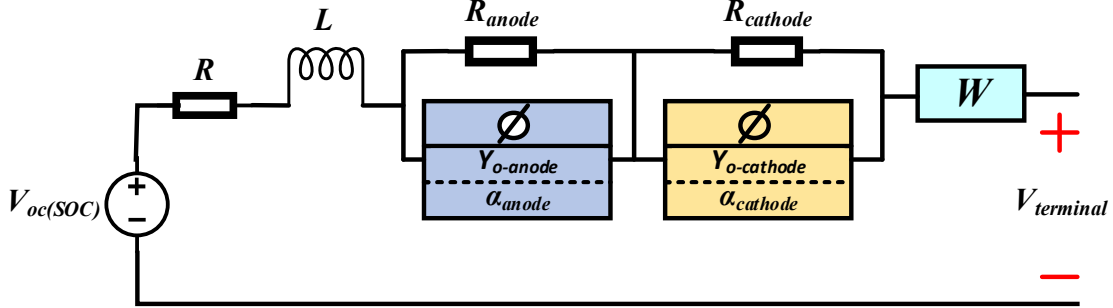 R
L
R_anode
R_cathode
W
∅
Y_o-anode
α_anode
∅
Y_o-cathode
α_cathode
V_oc(SOC)
+
−
V_terminal
+
−